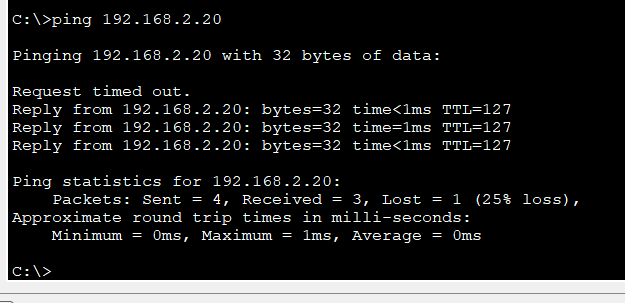 C:\>ping 192.168.2.20
Pinging 192.168.2.20 with 32 bytes of data:
Request timed out.
Reply from 192.168.2.20: bytes=32 time<1ms TTL=127
Reply from 192.168.2.20: bytes=32 time=1ms TTL=127
Reply from 192.168.2.20: bytes=32 time<1ms TTL=127
Ping statistics for 192.168.2.20:
    Packets: Sent = 4, Received = 3, Lost = 1 (25% loss),
Approximate round trip times in milli-seconds:
    Minimum = 0ms, Maximum = 1ms, Average = 0ms
C:\>